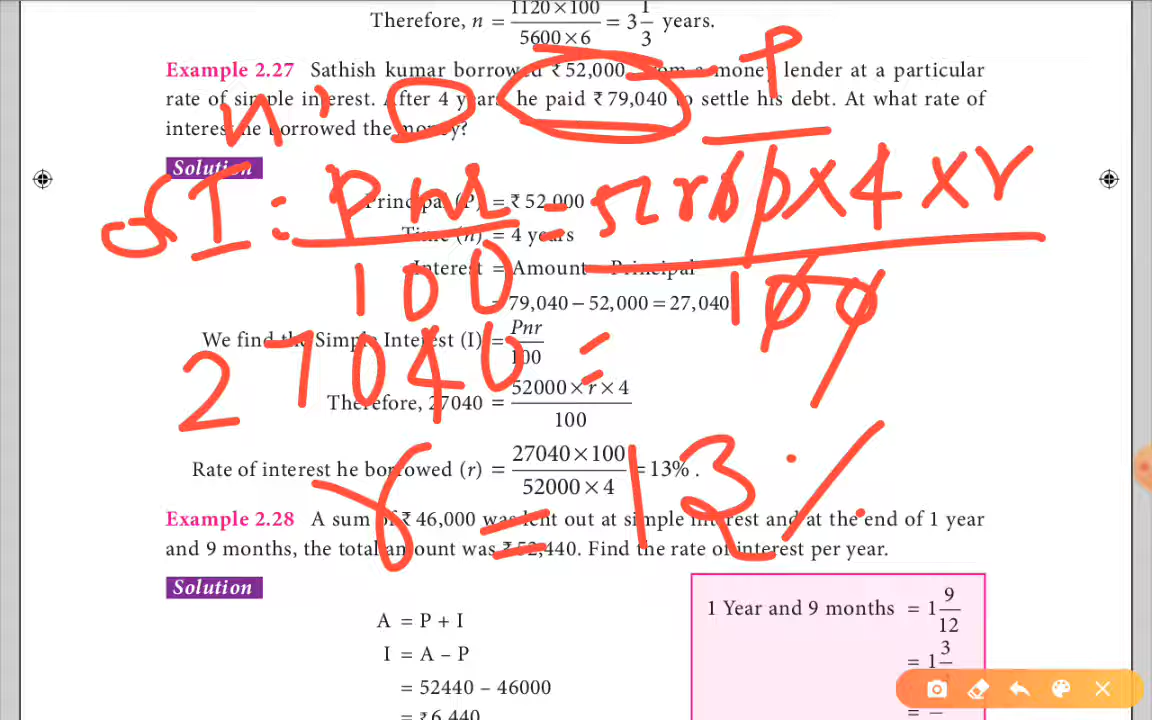 Therefore, n = 1120 × 100 / 5600 × 6 = 3 1/3 years.
Example 2.27 Sathish kumar borrowed ₹ 52,000 from a money lender at a particular
rate of simple interest. After 4 years, he paid ₹ 79,040 to settle his debt. At what rate of
interest he borrowed the money?
P
n =
Solution
Principal (P) = ₹ 52,000
Time (n) = 4 years
Interest = Amount − Principal
= 79,040 − 52,000 = 27,040
SI = Pnr / 100 = × 4 × r / 100
We find the Simple Interest (I) = Pnr / 100
27040 =
Therefore, 27040 = 52000 × r × 4 / 100
Rate of interest he borrowed (r) = 27040 × 100 / 52000 × 4 = 13% .
r = 13 %
Example 2.28 A sum of ₹ 46,000 was lent out at simple interest and at the end of 1 year
and 9 months, the total amount was ₹ 52,440. Find the rate of interest per year.
Solution
A = P + I
I = A − P
= 52440 − 46000
= ₹ 6,440
1 Year and 9 months = 1 9/12
= 1 3/
=